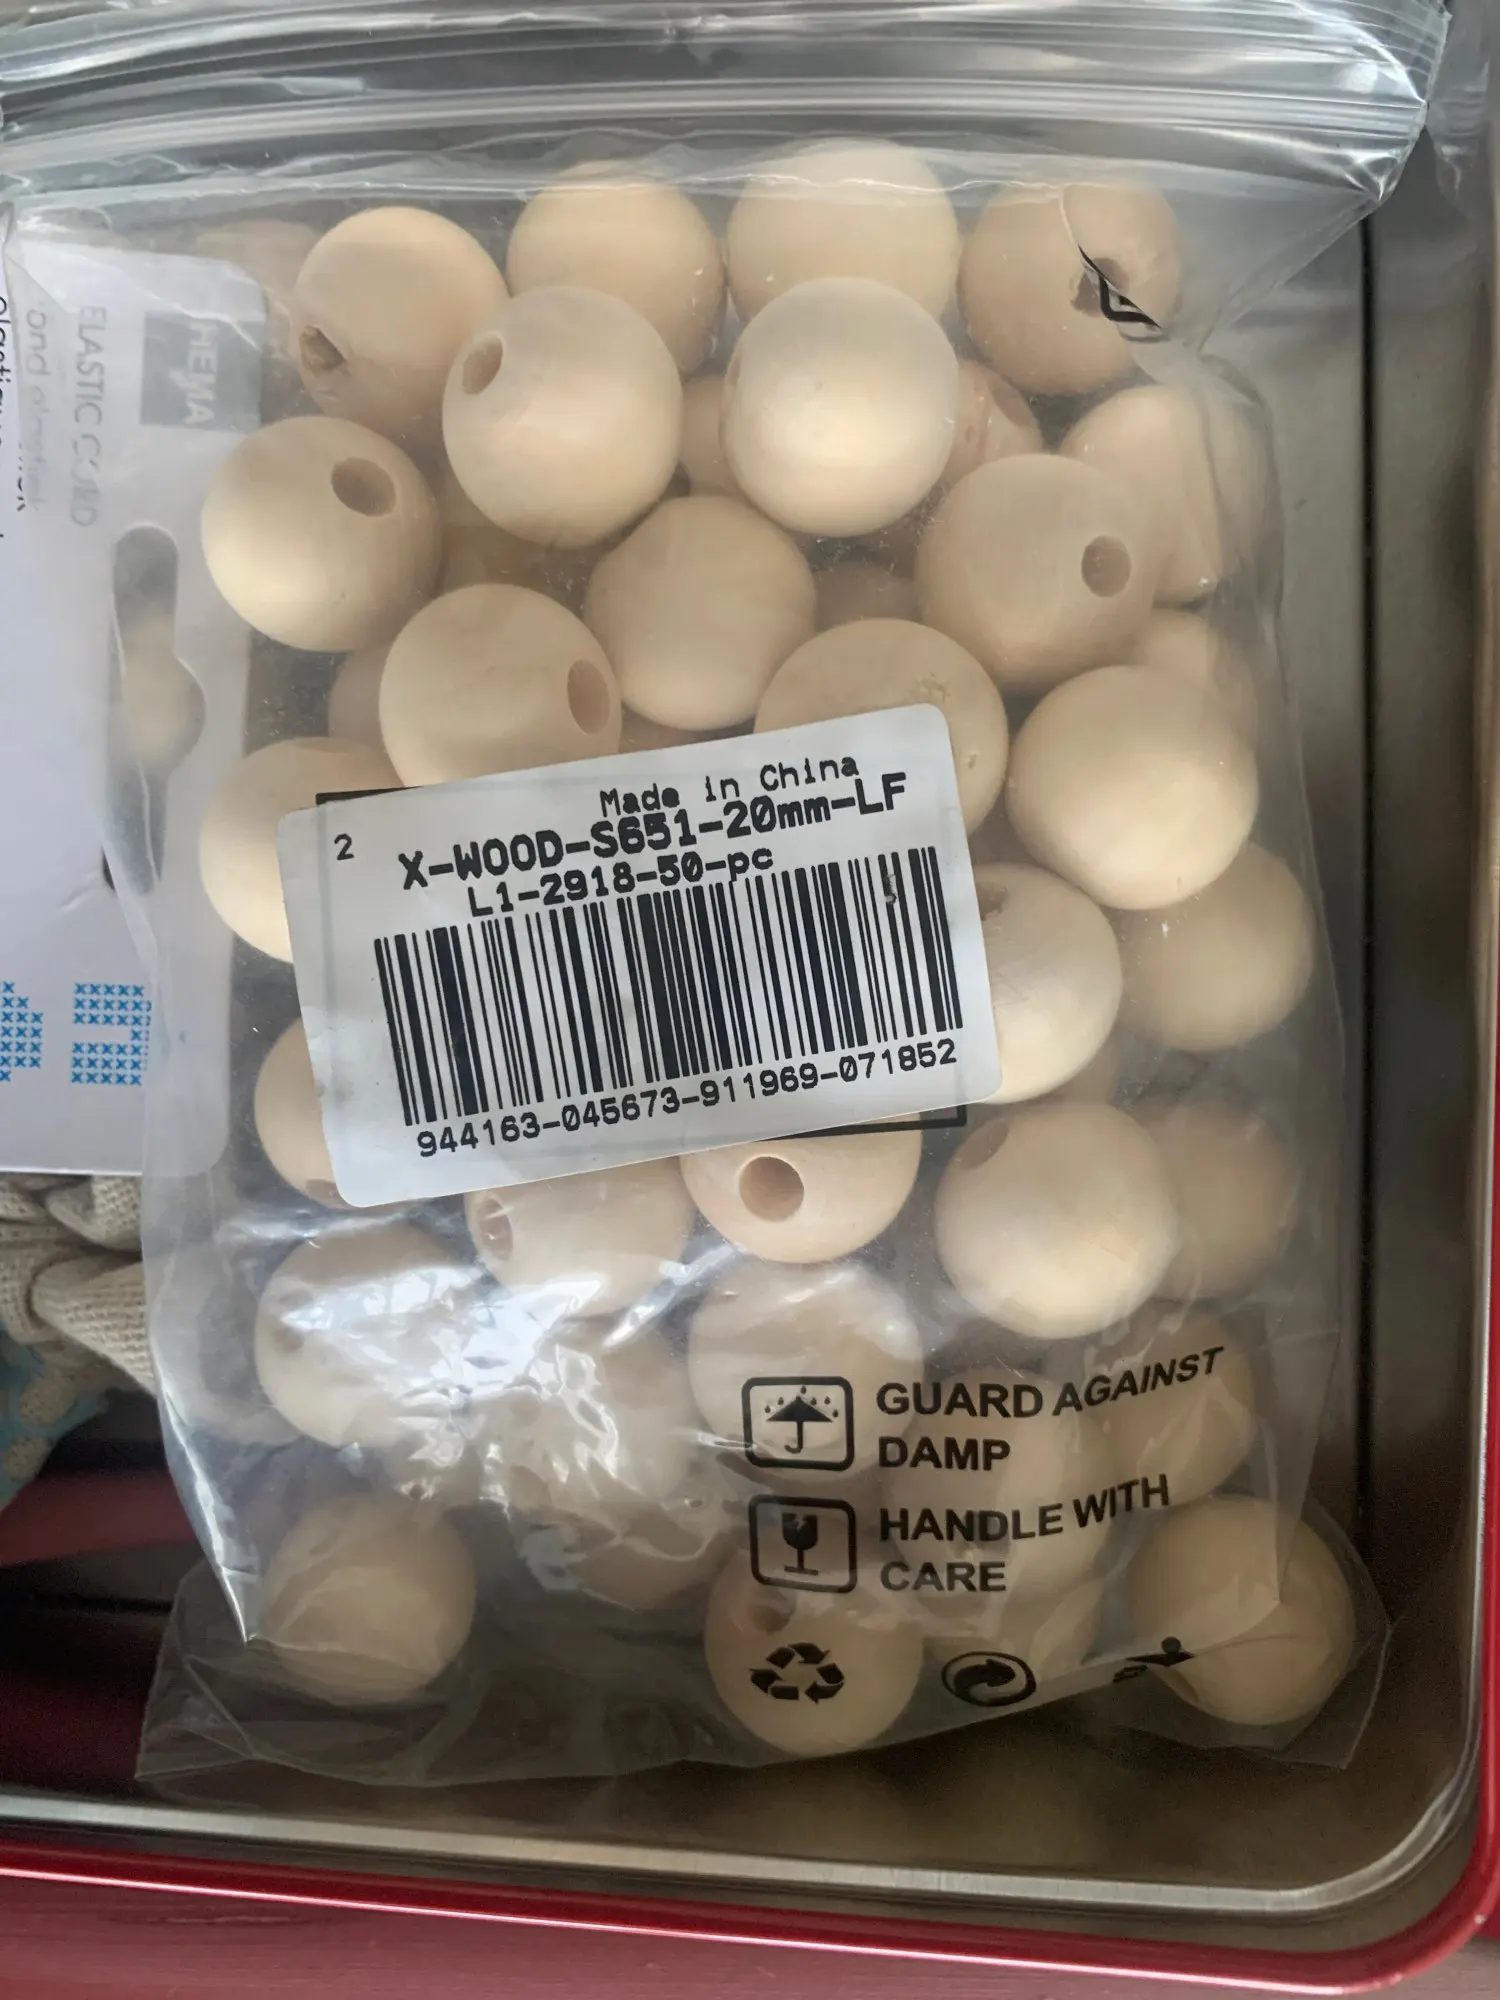 HEMA
ELASTIC CORD
Made in China
2
X-WOOD-S651-20mm-LF
L1-2918-50-pc
944163-045673-911969-071852
GUARD AGAINST
DAMP
HANDLE WITH
CARE